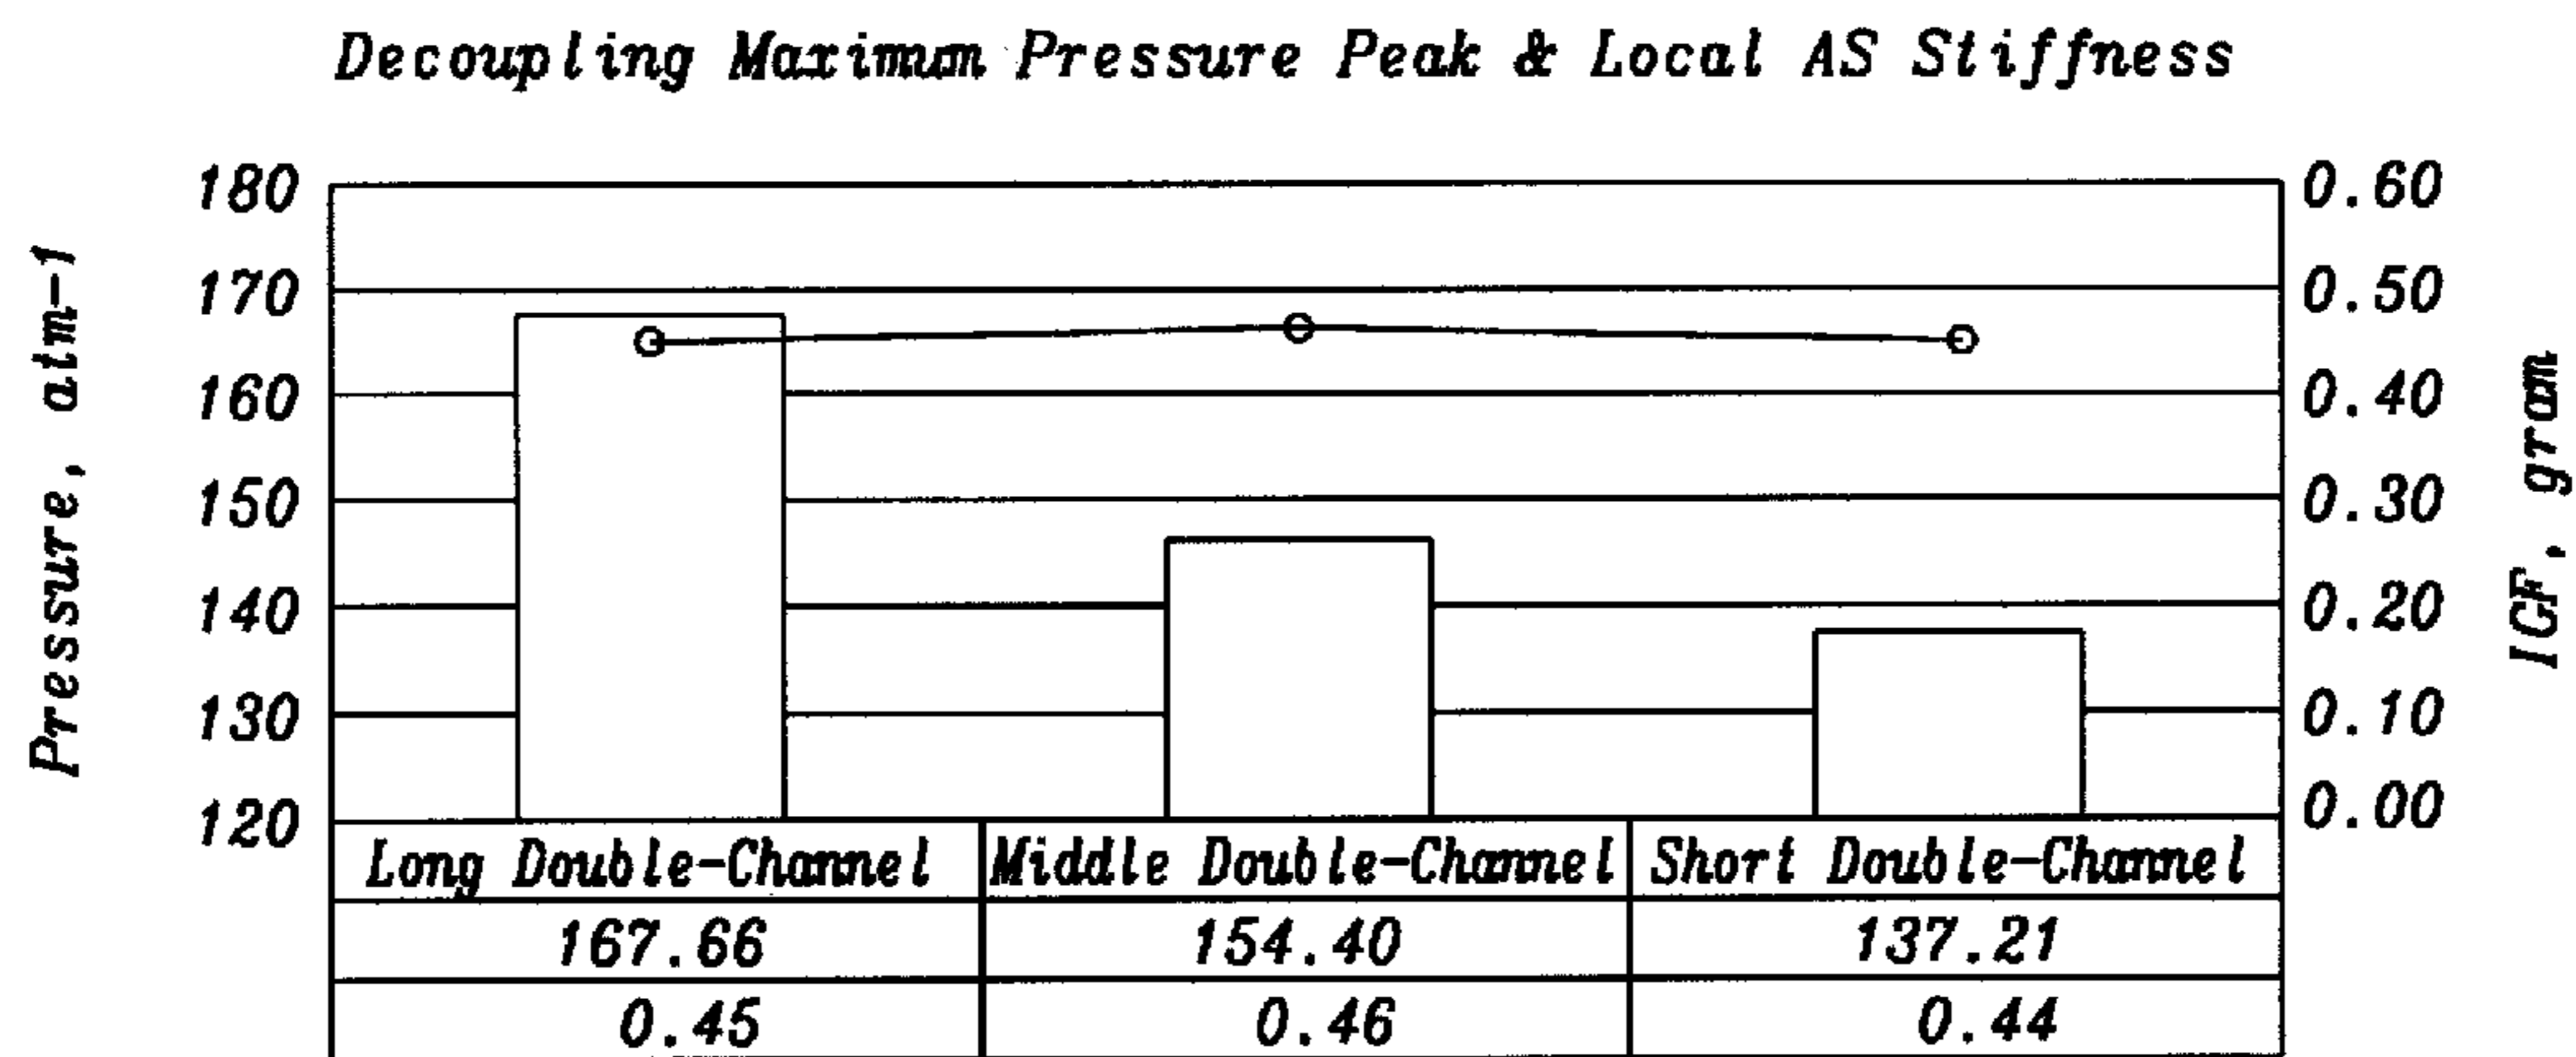 Decoupling Maximum Pressure Peak & Local AS Stiffness
Pressure, atm-1
180
170
160
150
140
130
120
0.60
0.50
0.40
0.30
0.20
0.10
0.00
IGF, gram
Long Double-Channel Middle Double-Channel Short Double-Channel
167.66 154.40 137.21
0.45 0.46 0.44